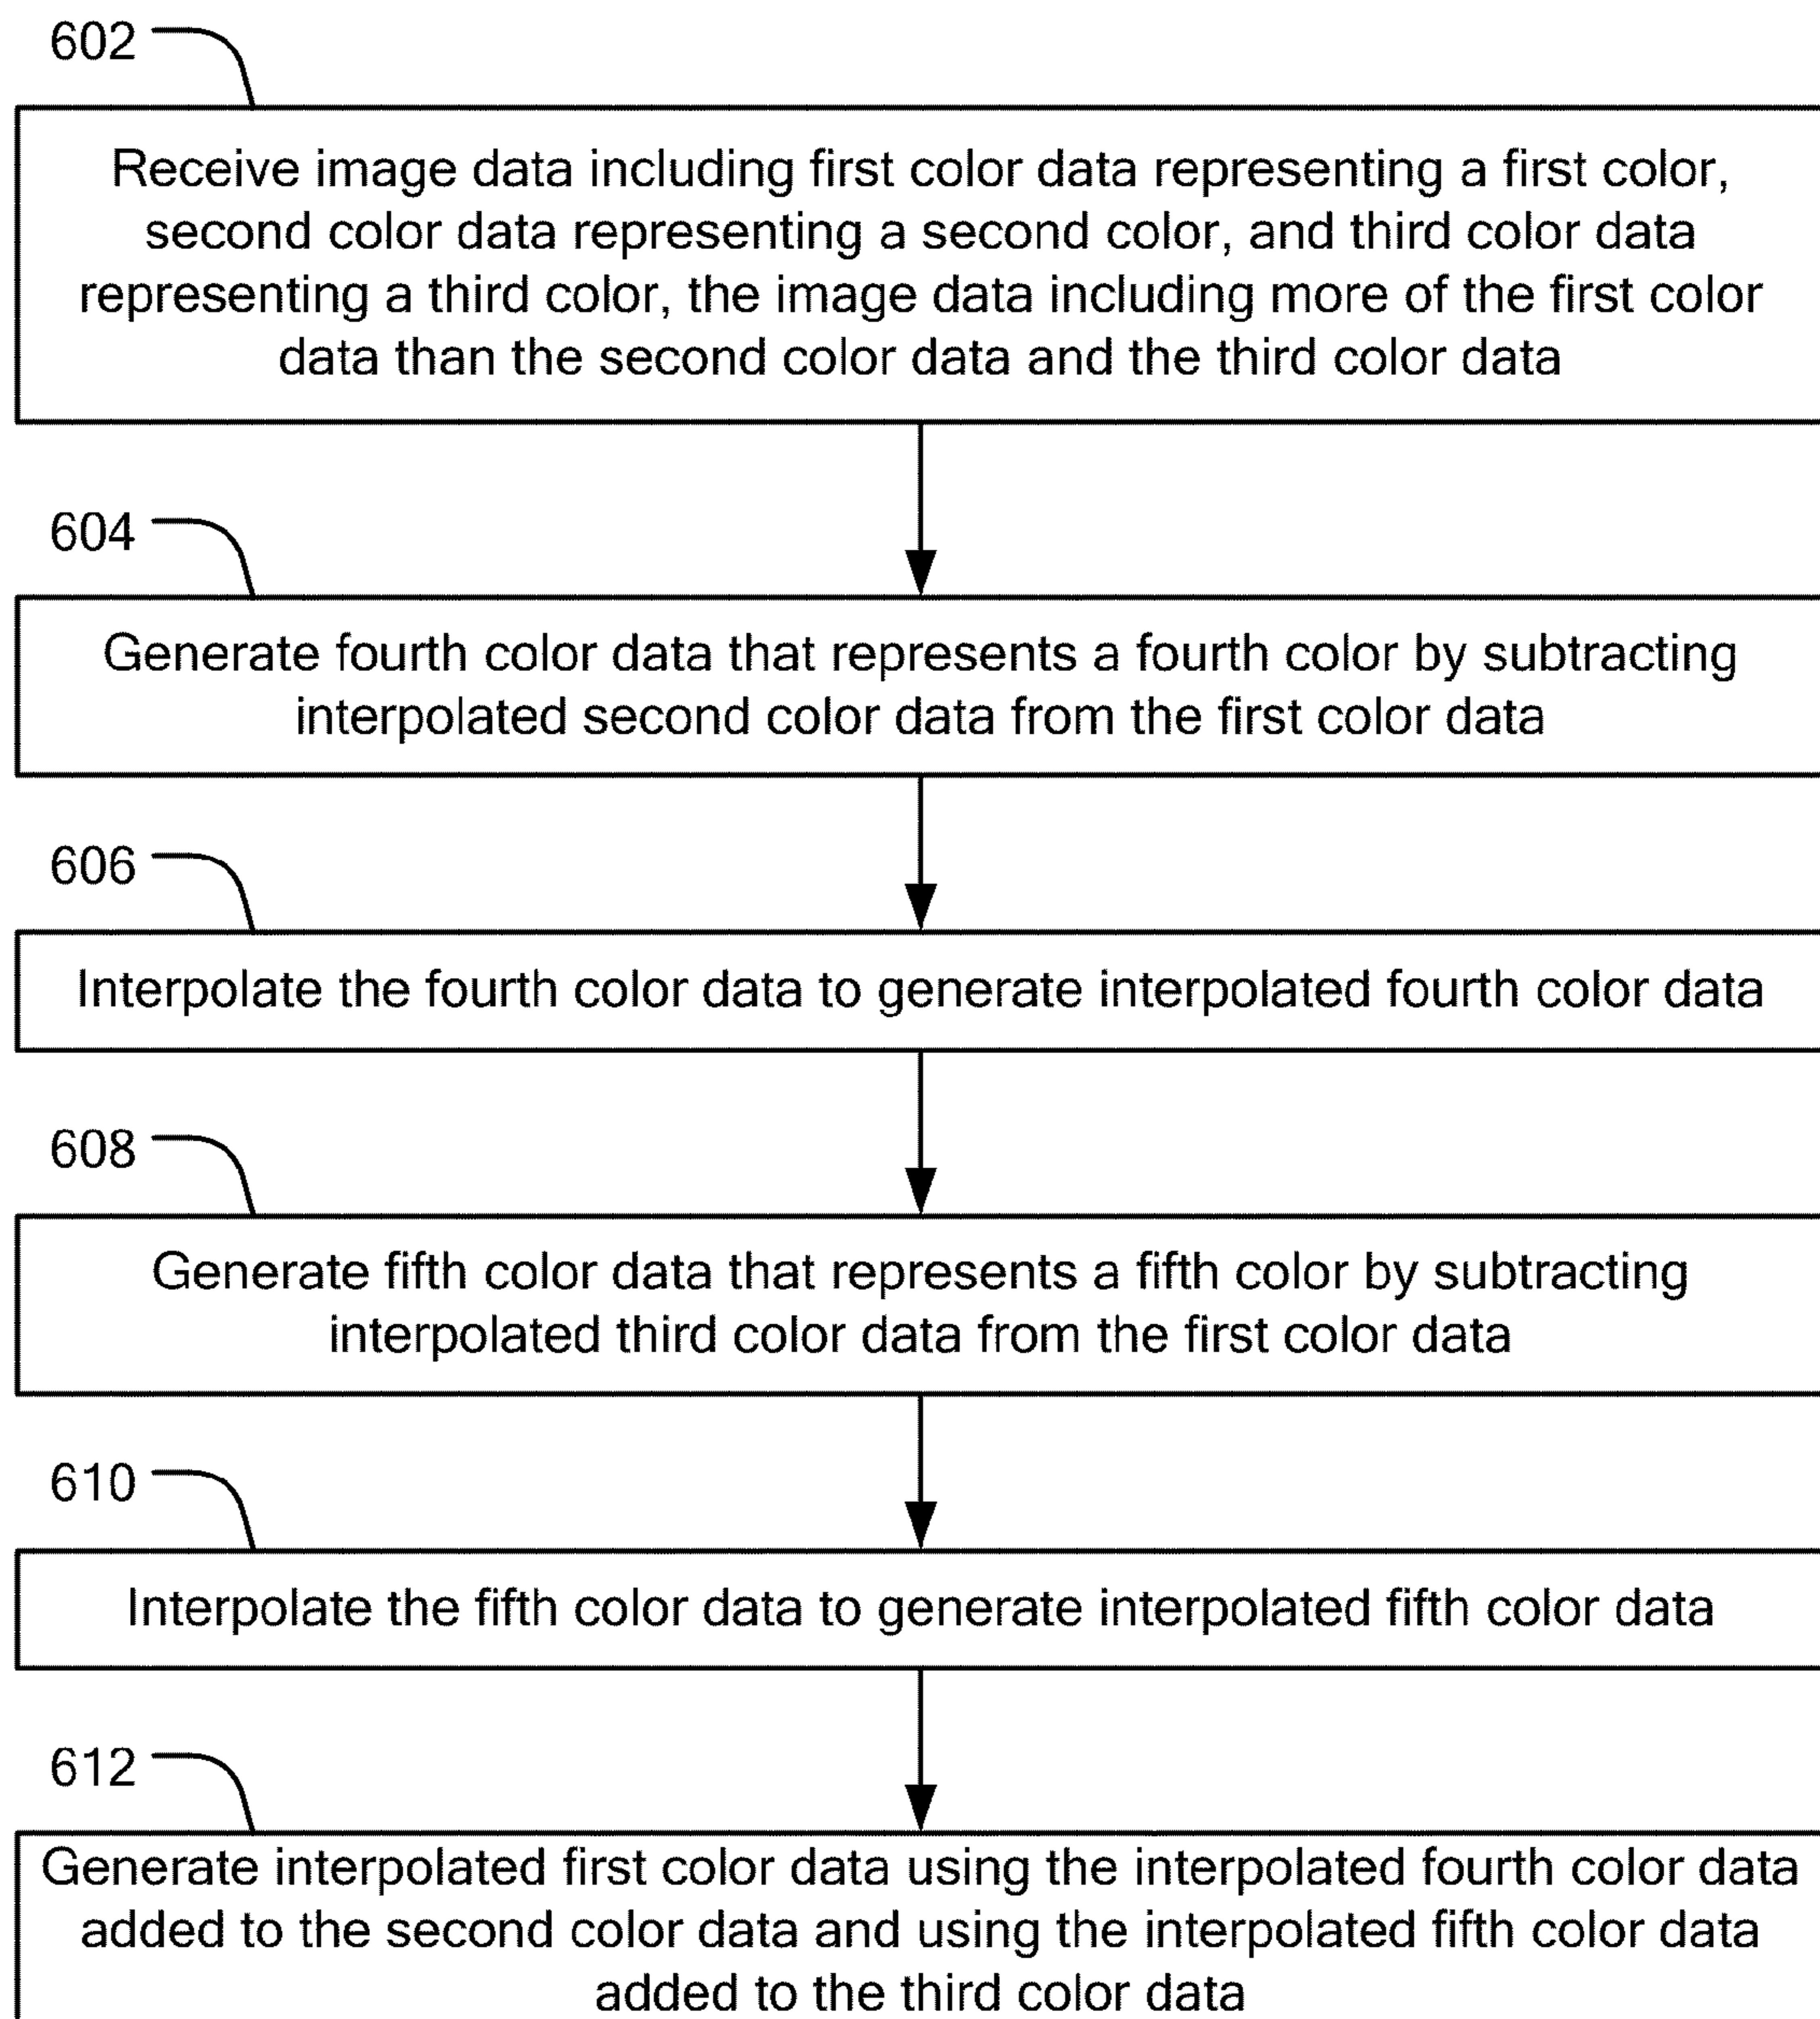 602
Receive image data including first color data representing a first color,
second color data representing a second color, and third color data
representing a third color, the image data including more of the first color
data than the second color data and the third color data
604
Generate fourth color data that represents a fourth color by subtracting
interpolated second color data from the first color data
606
Interpolate the fourth color data to generate interpolated fourth color data
608
Generate fifth color data that represents a fifth color by subtracting
interpolated third color data from the first color data
610
Interpolate the fifth color data to generate interpolated fifth color data
612
Generate interpolated first color data using the interpolated fourth color data
added to the second color data and using the interpolated fifth color data
added to the third color data